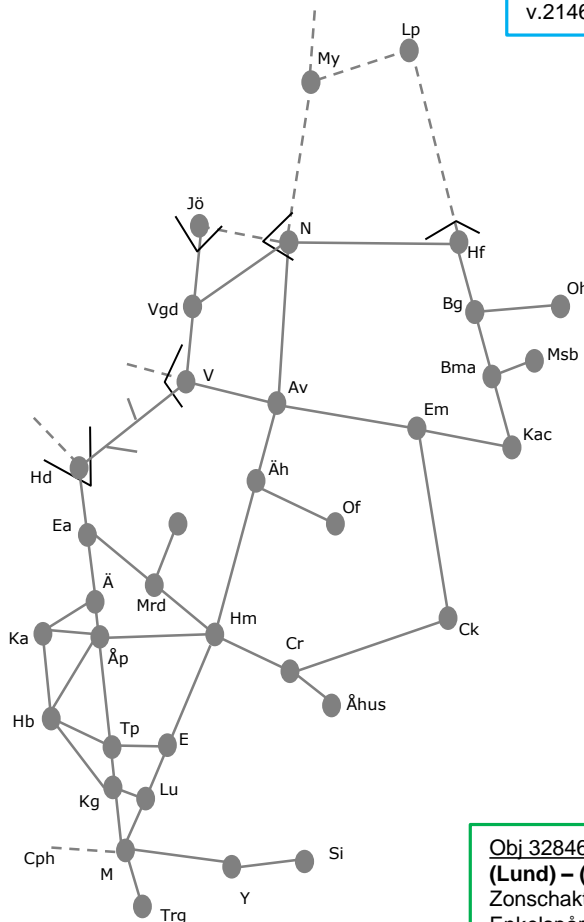 v.2146
Lp
My
Jö
N
Hf
Vgd
Bg
Oh
V
Bma
Msb
Av
Em
Kac
Hd
Äh
Of
Ea
Ä
Mrd
Hm
Ck
Ka
Åp
Cr
Åhus
Hb
Tp
E
Kg
Lu
Cph
M
Si
Y
Trg
Obj 32846
(Lund) – (
Zonschakt
Enkelspår